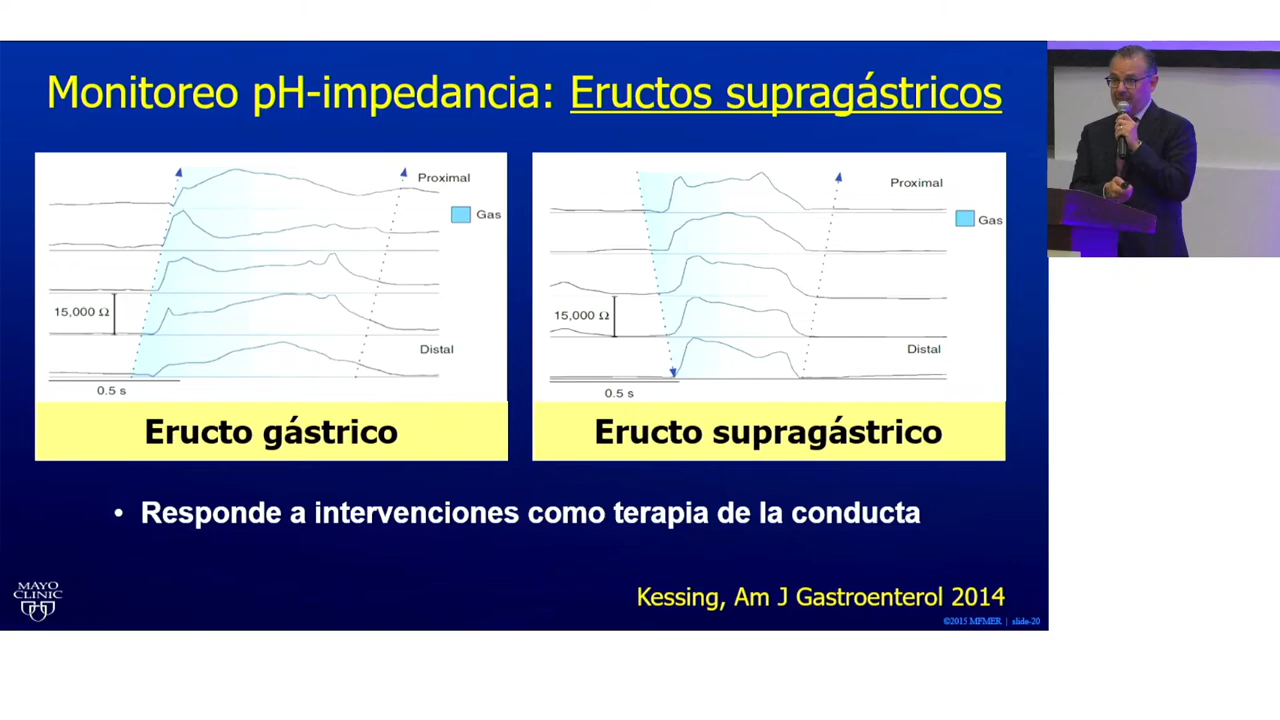 Monitoreo pH-impedancia: Eructos supragástricos
Proximal
Gas
15,000 Ω
Distal
0.5 s
Eructo gástrico
Proximal
Gas
15,000 Ω
Distal
0.5 s
Eructo supragástrico
• Responde a intervenciones como terapia de la conducta
MAYO
CLINIC
Kessing, Am J Gastroenterol 2014
©2015 MFMER | slide-20